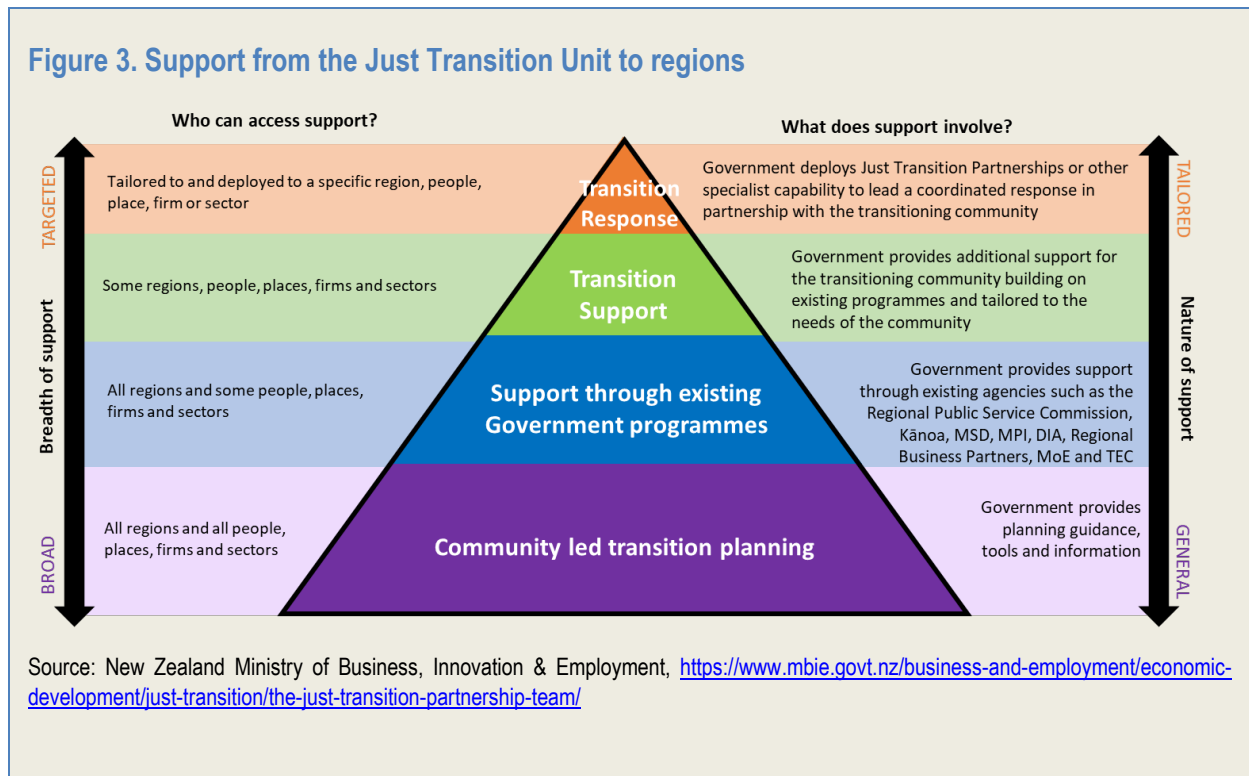 Figure 3. Support from the Just Transition Unit to regions
Who can access support?
What does support involve?
TARGETED
Breadth of support
BROAD
Tailored to and deployed to a specific region, people,
place, firm or sector
Transition
Response
Government deploys Just Transition Partnerships or other
specialist capability to lead a coordinated response in
partnership with the transitioning community
Some regions, people, places, firms and sectors
Transition
Support
Government provides additional support for
the transitioning community building on
existing programmes and tailored to the
needs of the community
All regions and some people, places,
firms and sectors
Support through existing
Government programmes
Government provides support
through existing agencies such as the
Regional Public Service Commission,
Kānoa, MSD, MPI, DIA, Regional
Business Partners, MoE and TEC
All regions and all people,
places, firms and sectors
Community led transition planning
Government provides
planning guidance,
tools and information
TAILORED
Nature of support
GENERAL
Source: New Zealand Ministry of Business, Innovation & Employment, https://www.mbie.govt.nz/business-and-employment/economic-
development/just-transition/the-just-transition-partnership-team/